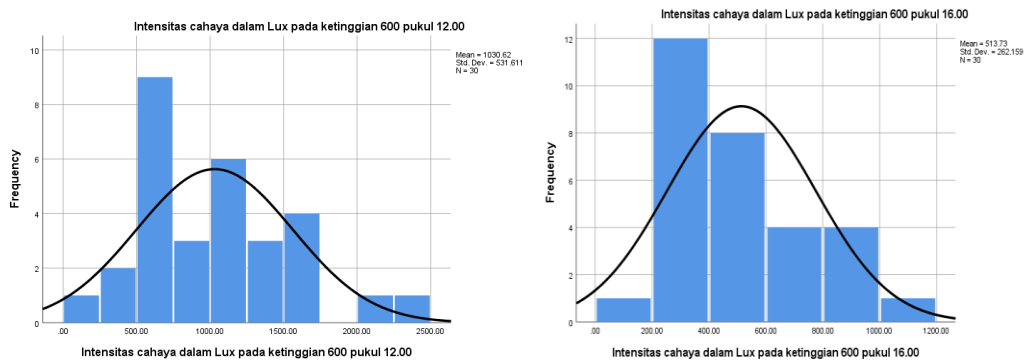 Intensitas cahaya dalam Lux pada ketinggian 600 pukul 12.00
Mean = 1030.62
Std. Dev. = 531.611
N = 30
Frequency
10
8
6
4
2
0
.00
500.00
1000.00
1500.00
2000.00
2500.00
Intensitas cahaya dalam Lux pada ketinggian 600 pukul 12.00
Intensitas cahaya dalam Lux pada ketinggian 600 pukul 16.00
Mean = 513.73
Std. Dev. = 262.159
N = 30
Frequency
12
10
8
6
4
2
0
.00
200.00
400.00
600.00
800.00
1000.00
1200.00
Intensitas cahaya dalam Lux pada ketinggian 600 pukul 16.00